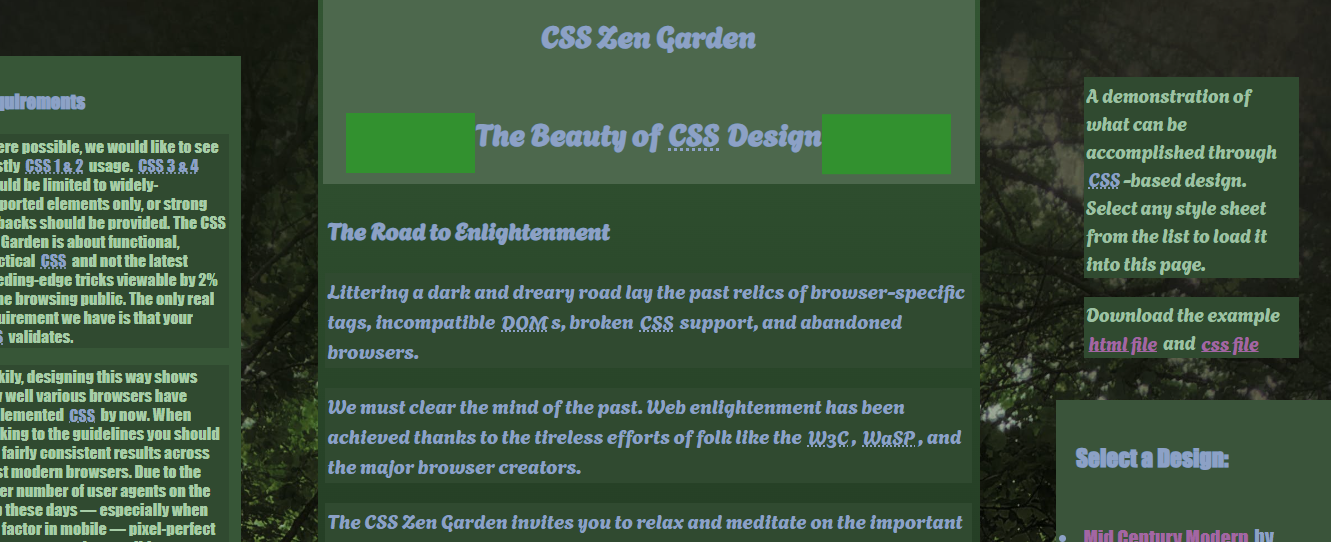 CSS Zen Garden
The Beauty of CSS Design
The Road to Enlightenment
Littering a dark and dreary road lay the past relics of browser-specific
tags, incompatible DOM s, broken CSS support, and abandoned
browsers.
We must clear the mind of the past. Web enlightenment has been
achieved thanks to the tireless efforts of folk like the W3C , WaSP , and
the major browser creators.
The CSS Zen Garden invites you to relax and meditate on the important
quirements
ere possible, we would like to see
stly CSS 1 & 2 usage. CSS 3 & 4
uld be limited to widely-
ported elements only, or strong
backs should be provided. The CSS
Garden is about functional,
ctical CSS and not the latest
eding-edge tricks viewable by 2%
he browsing public. The only real
uirement we have is that your
S validates.
kily, designing this way shows
w well various browsers have
lemented CSS by now. When
king to the guidelines you should
fairly consistent results across
st modern browsers. Due to the
er number of user agents on the
b these days — especially when
factor in mobile — pixel-perfect
A demonstration of
what can be
accomplished through
CSS -based design.
Select any style sheet
from the list to load it
into this page.
Download the example
html file and css file
Select a Design:
Mid Century Modern by